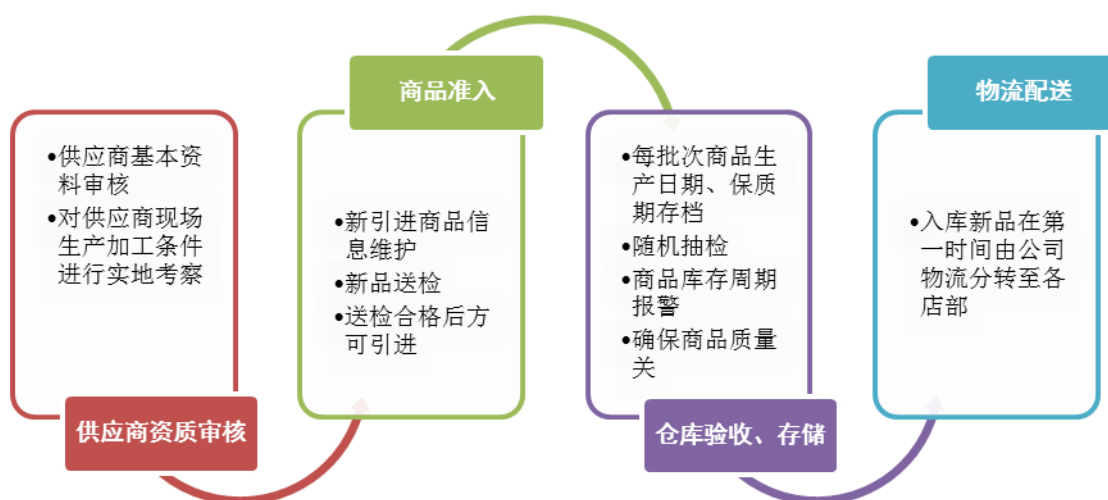 •供应商基本资
料审核
•对供应商现场
生产加工条件
进行实地考察
供应商资质审核
商品准入
•新引进商品信
息维护
•新品送检
•送检合格后方
可引进
•每批次商品生
产日期、保质
期存档
•随机抽检
•商品库存周期
报警
•确保商品质量
关
仓库验收、存储
物流配送
•入库新品在第
一时间由公司
物流分转至各
店部